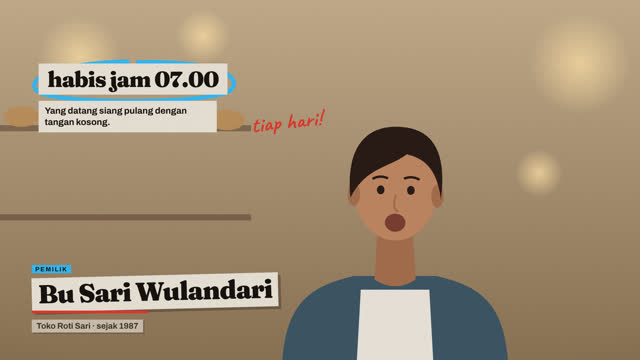 habis jam 07.00
Yang datang siang pulang dengan
tangan kosong.
tiap hari!
PEMILIK
Bu Sari Wulandari
Toko Roti Sari · sejak 1987